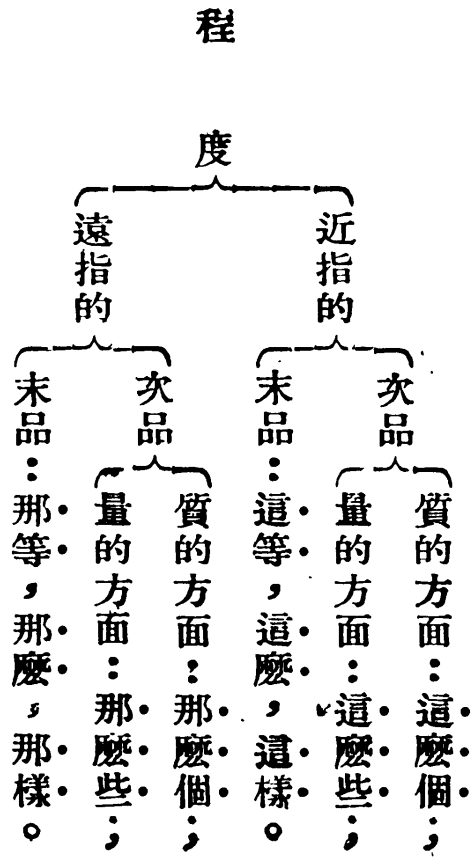 程度
近指的
次品
質的方面：這麼個；
量的方面：這麼些；
末品：這等，這麼，這樣。
遠指的
次品
質的方面：那麼個；
量的方面：那麼些；
末品：那等，那麼，那樣。